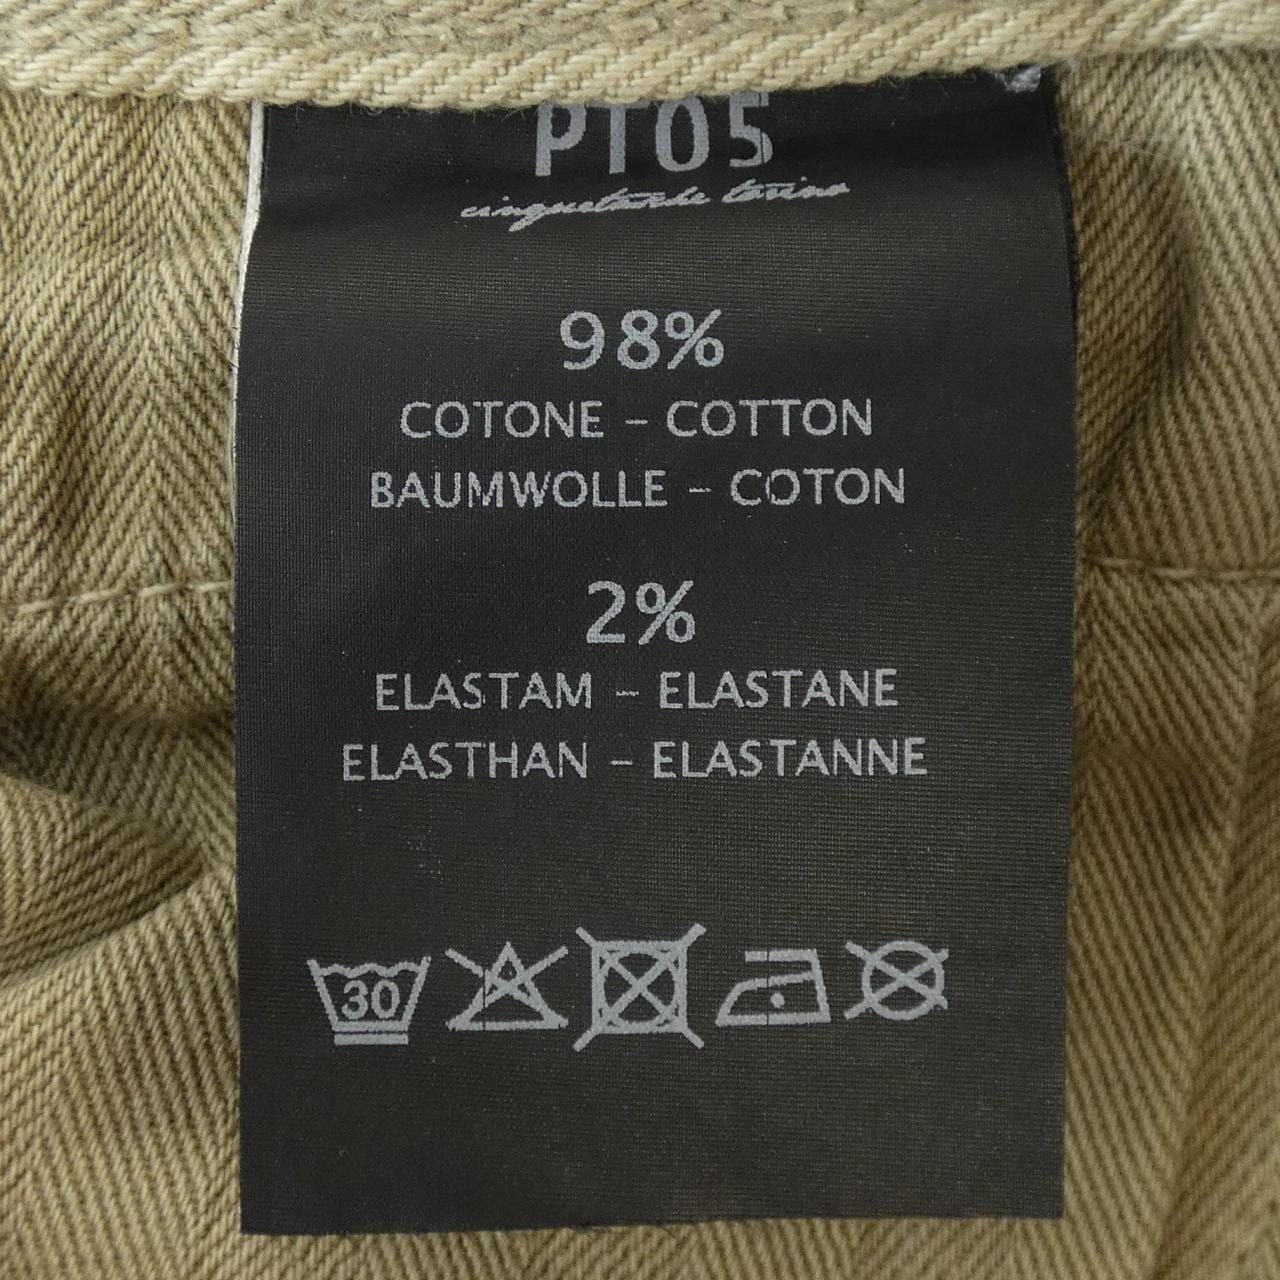 PT05
cinquetasche torino
98%
COTONE – COTTON
BAUMWOLLE – COTON
2%
ELASTAM – ELASTANE
ELASTHAN – ELASTANNE
30